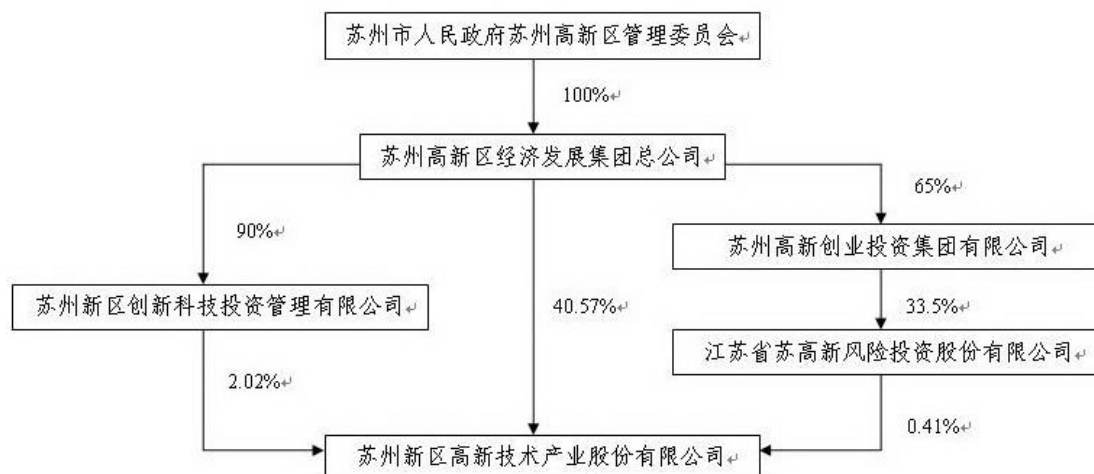 苏州市人民政府苏州高新区管理委员会
100%
苏州高新区经济发展集团总公司
65%
90%
苏州高新创业投资集团有限公司
苏州新区创新科技投资管理有限公司
40.57%
33.5%
江苏省苏高新风险投资股份有限公司
2.02%
0.41%
苏州新区高新技术产业股份有限公司